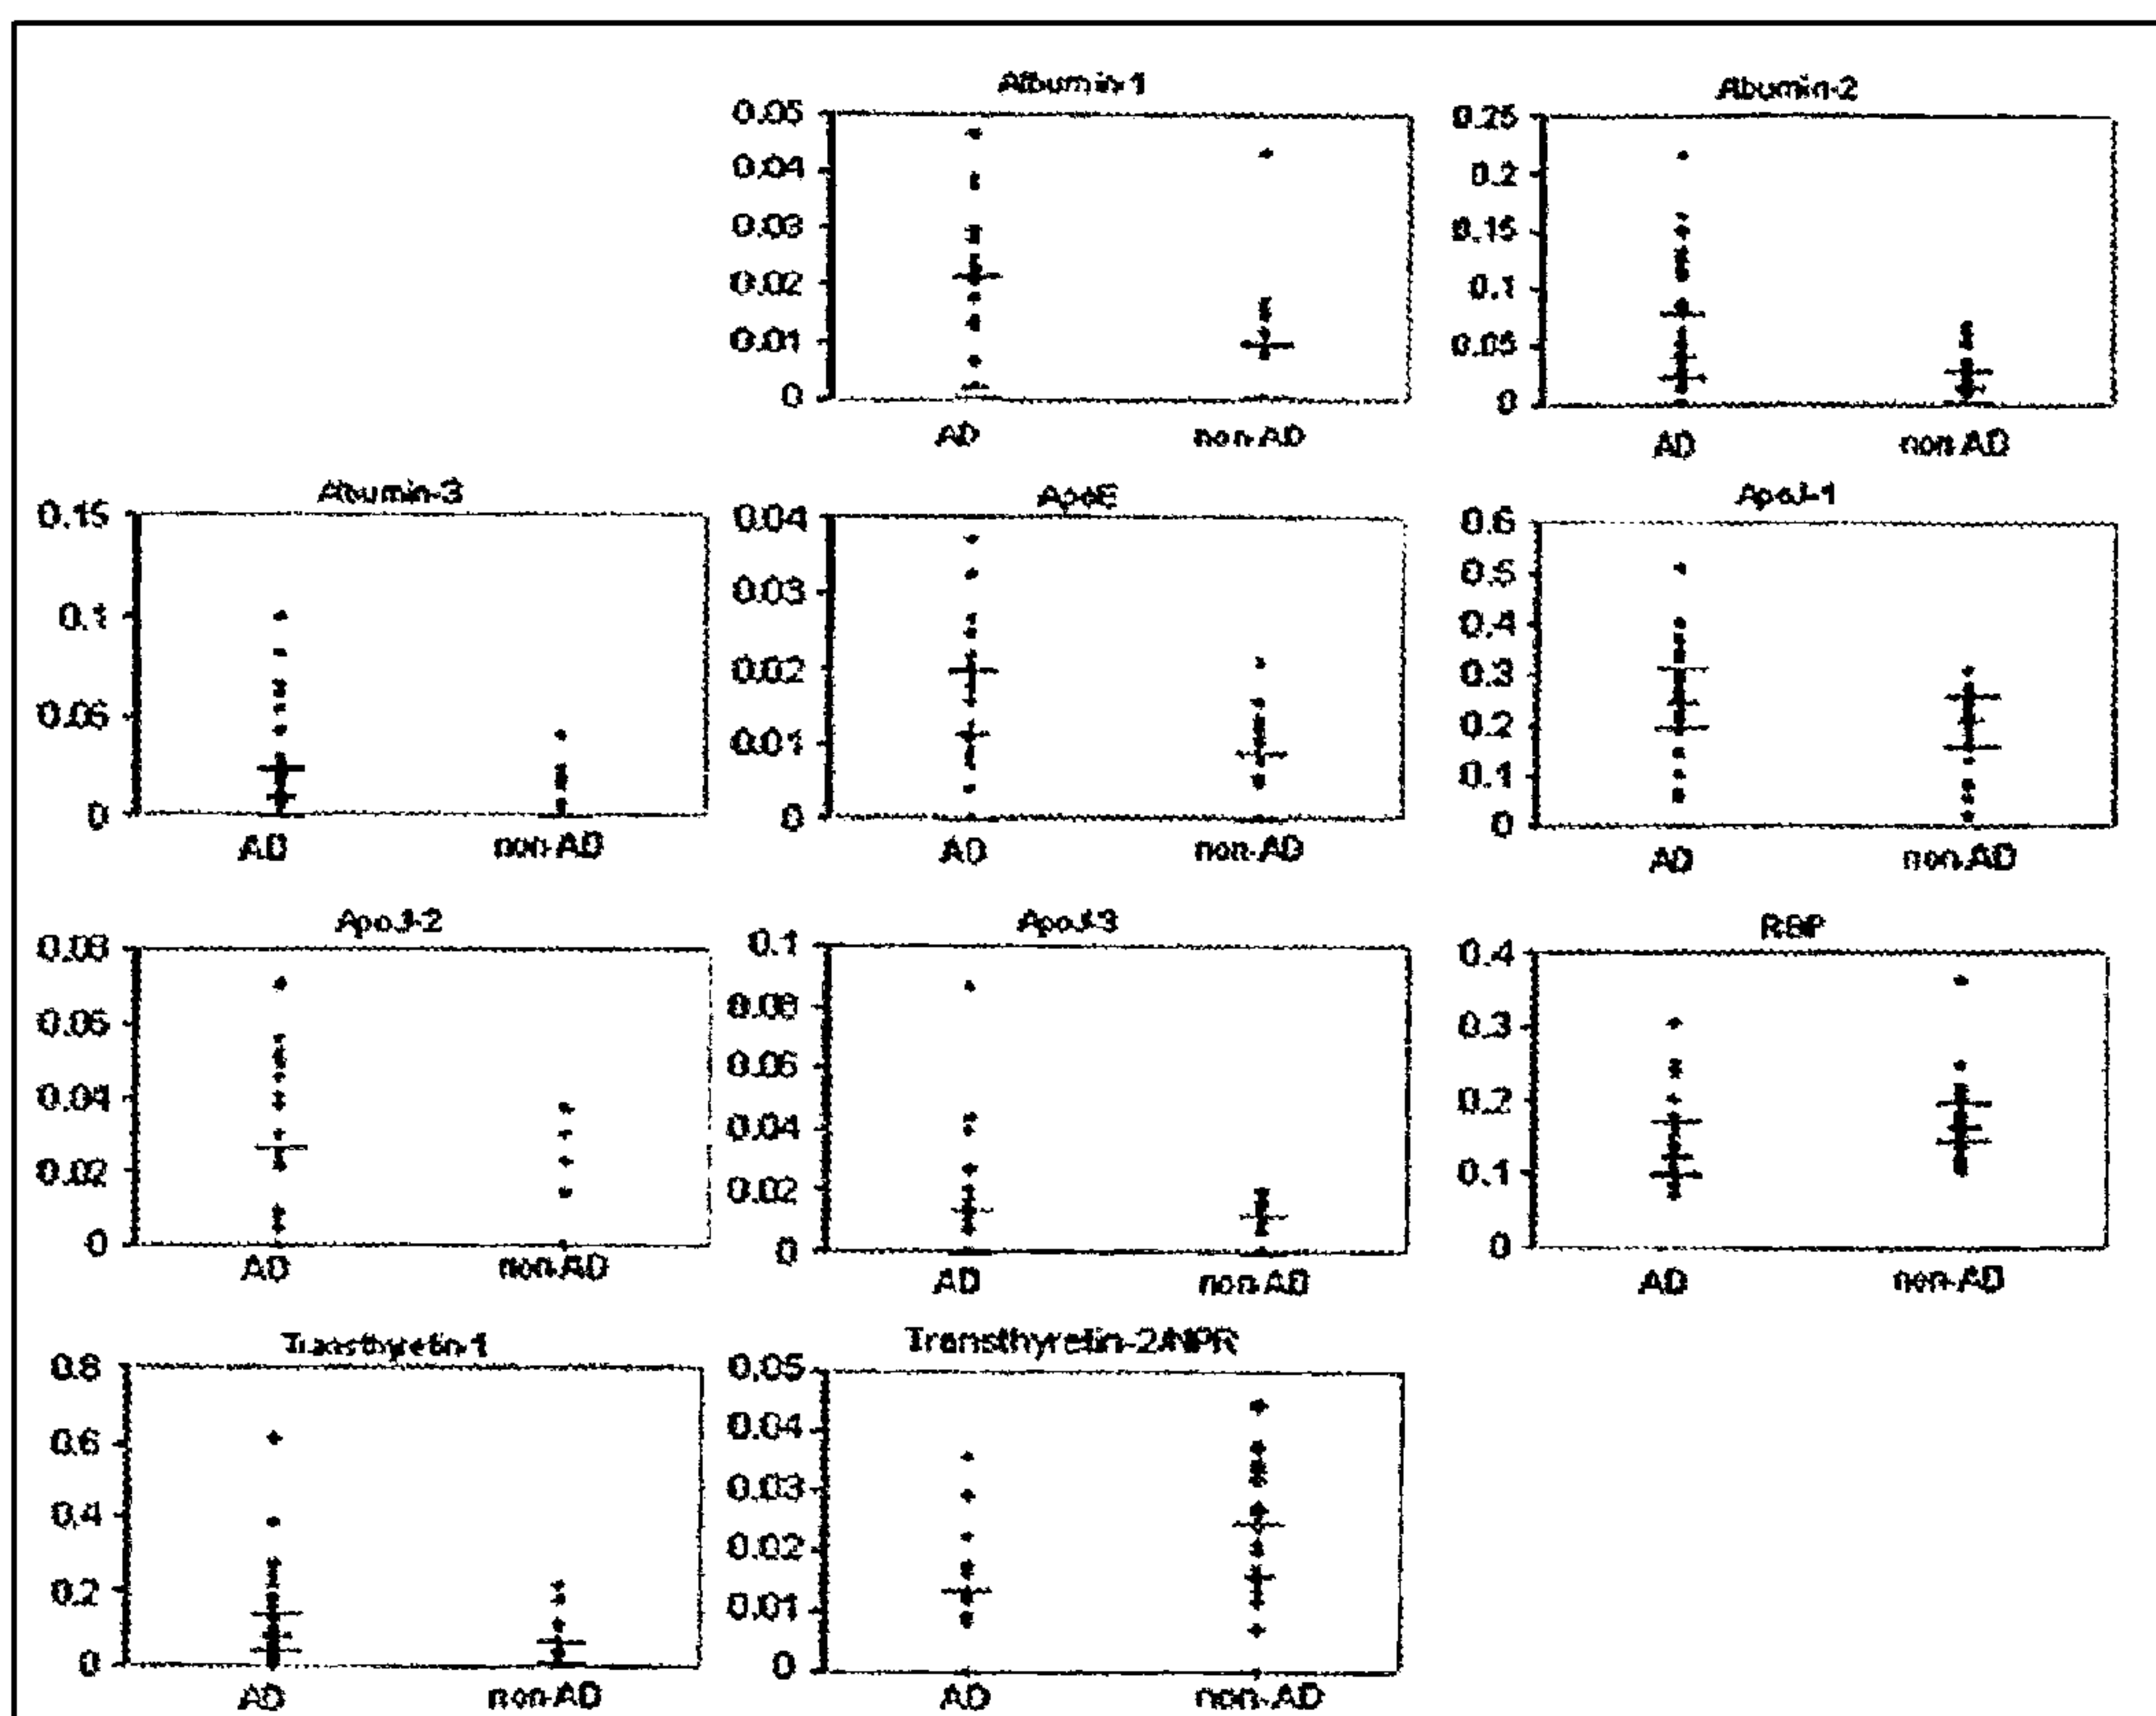 Albumin-1
0.05
0.04
0.03
0.02
0.01
0
AD non-AD
Abumin-2
0.25
0.2
0.15
0.1
0.05
0
AD non-AD
Albumin-3
0.15
0.1
0.05
0
AD non-AD
ApoE
0.04
0.03
0.02
0.01
0
AD non-AD
ApoJ-1
0.6
0.5
0.4
0.3
0.2
0.1
0
AD non-AD
ApoJ-2
0.08
0.06
0.04
0.02
0
AD non-AD
ApoJ-3
0.1
0.08
0.06
0.04
0.02
0
AD non-AD
RBP
0.4
0.3
0.2
0.1
0
AD non-AD
Transthyretin-1
0.8
0.6
0.4
0.2
0
AD non-AD
Transthyretin-2/NPR
0.05
0.04
0.03
0.02
0.01
0
AD non-AD